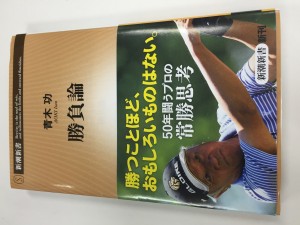 新潮新書
青木 功
AOKI Isao
勝負論
勝つことほど、
おもしろいものはない。
50年闘うプロの
常勝思考
新潮新書
新刊